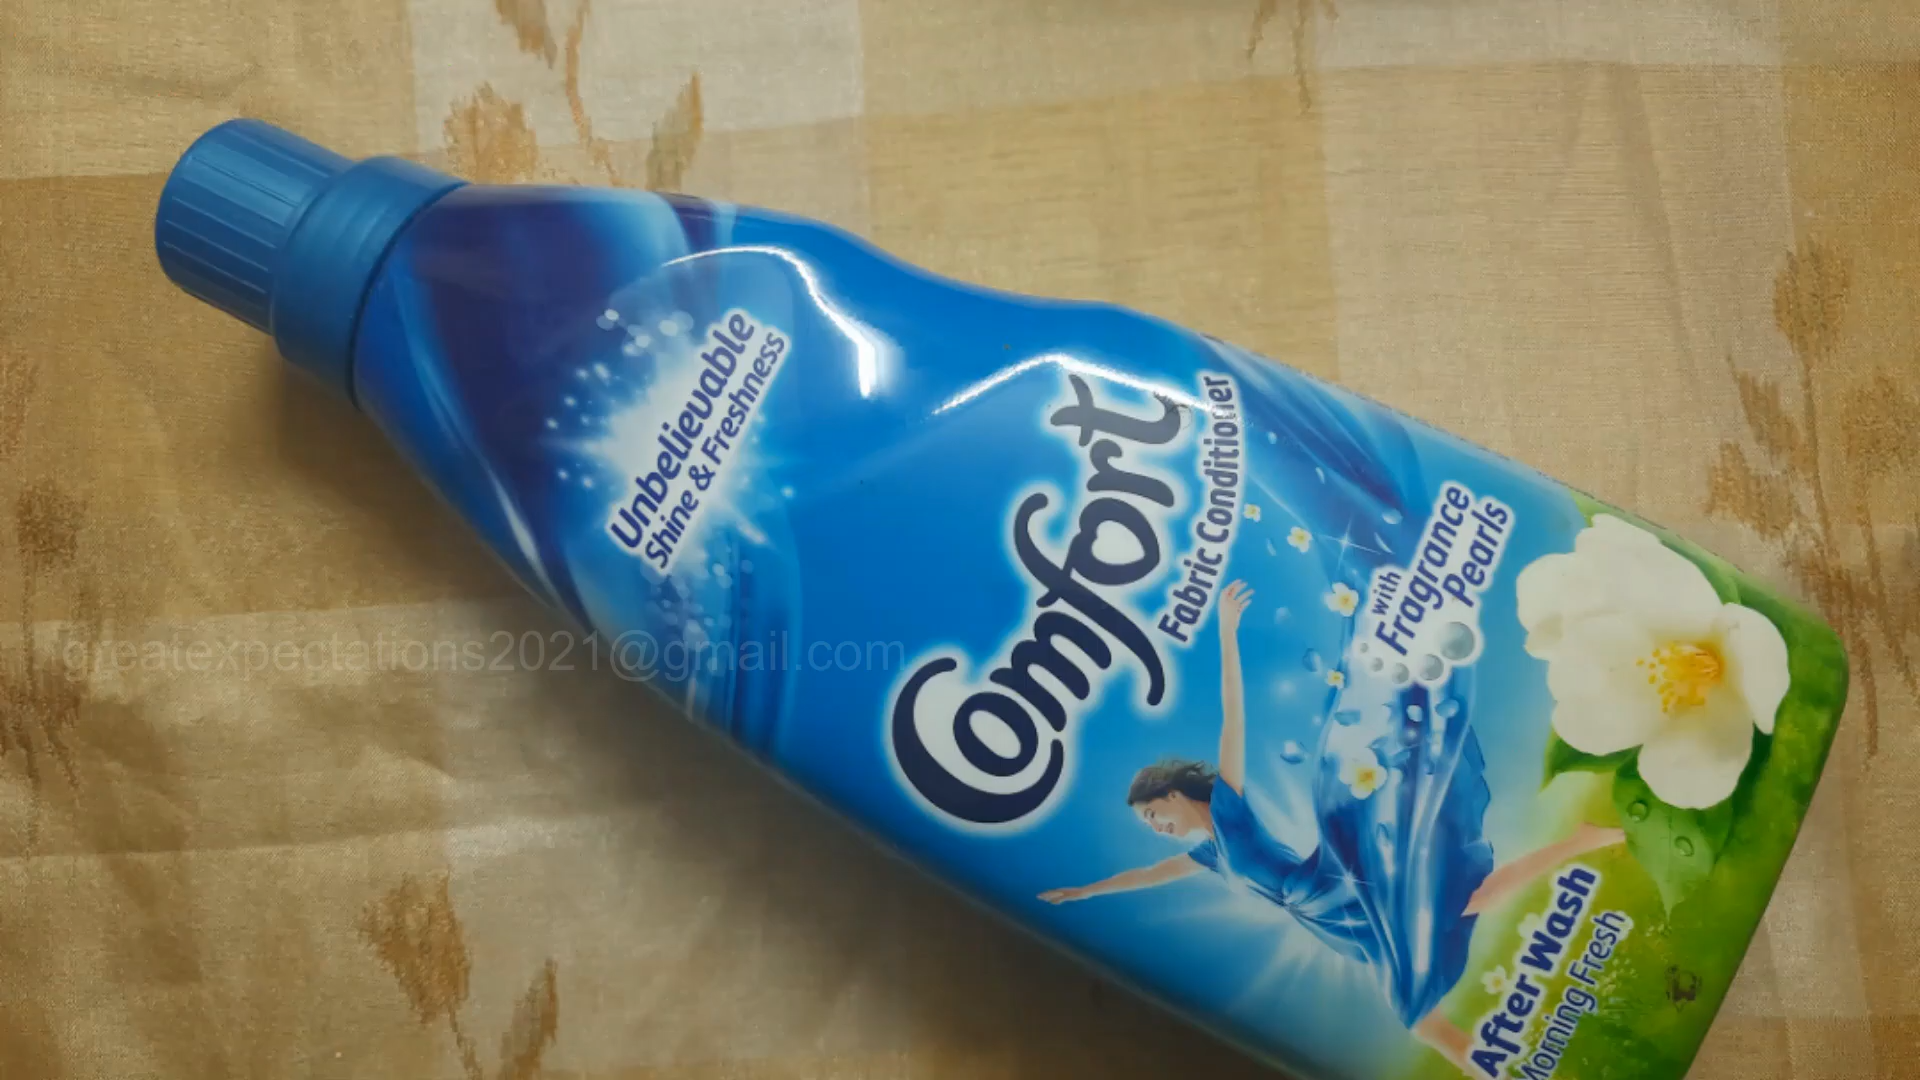 Unbelievable
Shine & Freshness
Comfort
Fabric Conditioner
with
Fragrance
Pearls
After Wash
Morning Fresh
greatexpectations2021@gmail.com